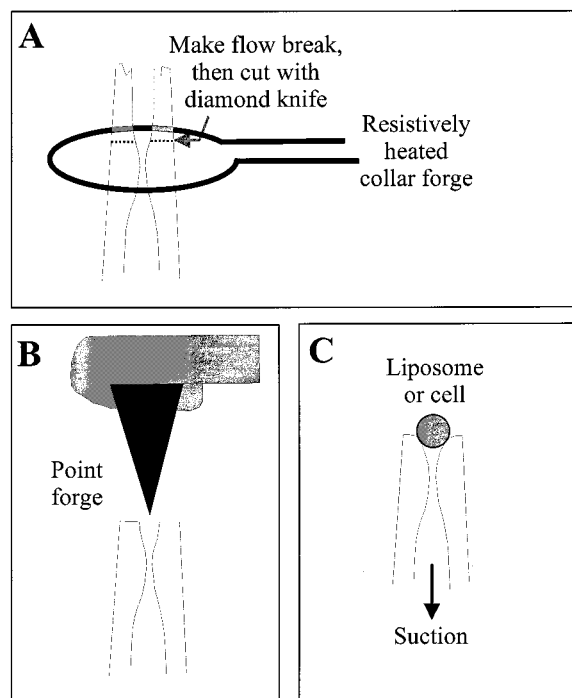 A
Make flow break,
then cut with
diamond knife
Resistively
heated
collar forge
B
Point
forge
C
Liposome
or cell
Suction